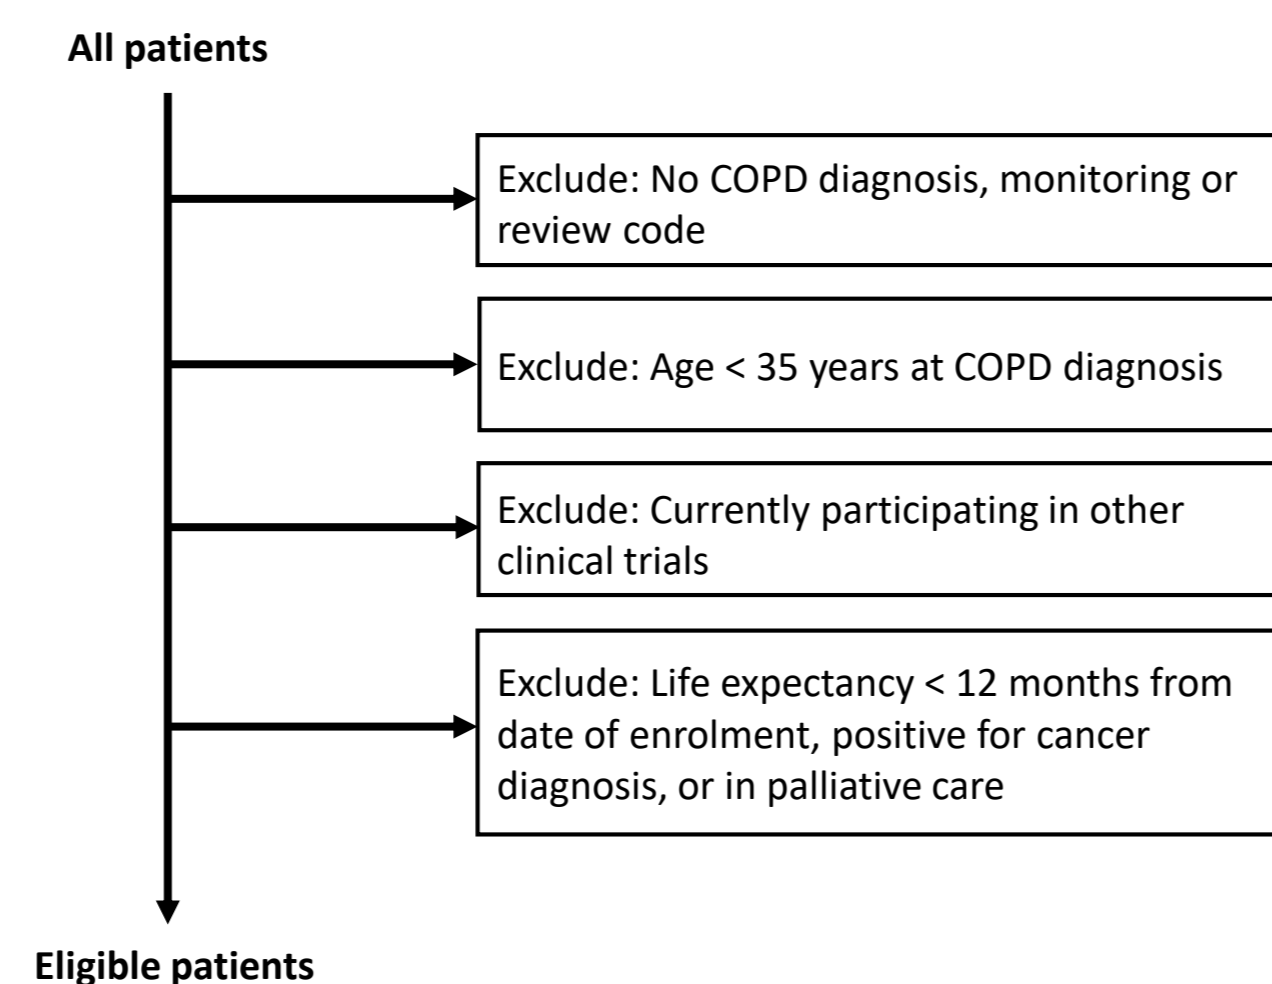 All patients
Exclude: No COPD diagnosis, monitoring or
review code
Exclude: Age < 35 years at COPD diagnosis
Exclude: Currently participating in other
clinical trials
Exclude: Life expectancy < 12 months from
date of enrolment, positive for cancer
diagnosis, or in palliative care
Eligible patients